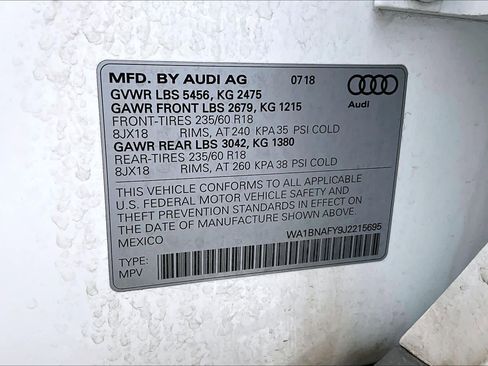 MFD. BY AUDI AG 07 18
GVWR LBS 5456, KG 2475
GAWR FRONT LBS 2679, KG 1215
FRONT-TIRES 235/60 R18
8JX18 RIMS, AT 240 KPA 35 PSI COLD
GAWR REAR LBS 3042, KG 1380
REAR-TIRES 235/60 R18
8JX18 RIMS, AT 260 KPA 38 PSI COLD
Audi
THIS VEHICLE CONFORMS TO ALL APPLICABLE
U.S. FEDERAL MOTOR VEHICLE SAFETY AND
THEFT PREVENTION STANDARDS IN EFFECT ON
THE DATE OF MANUFACTURE SHOWN ABOVE
MEXICO WA1BNAFY9J2215695
TYPE:
MPV